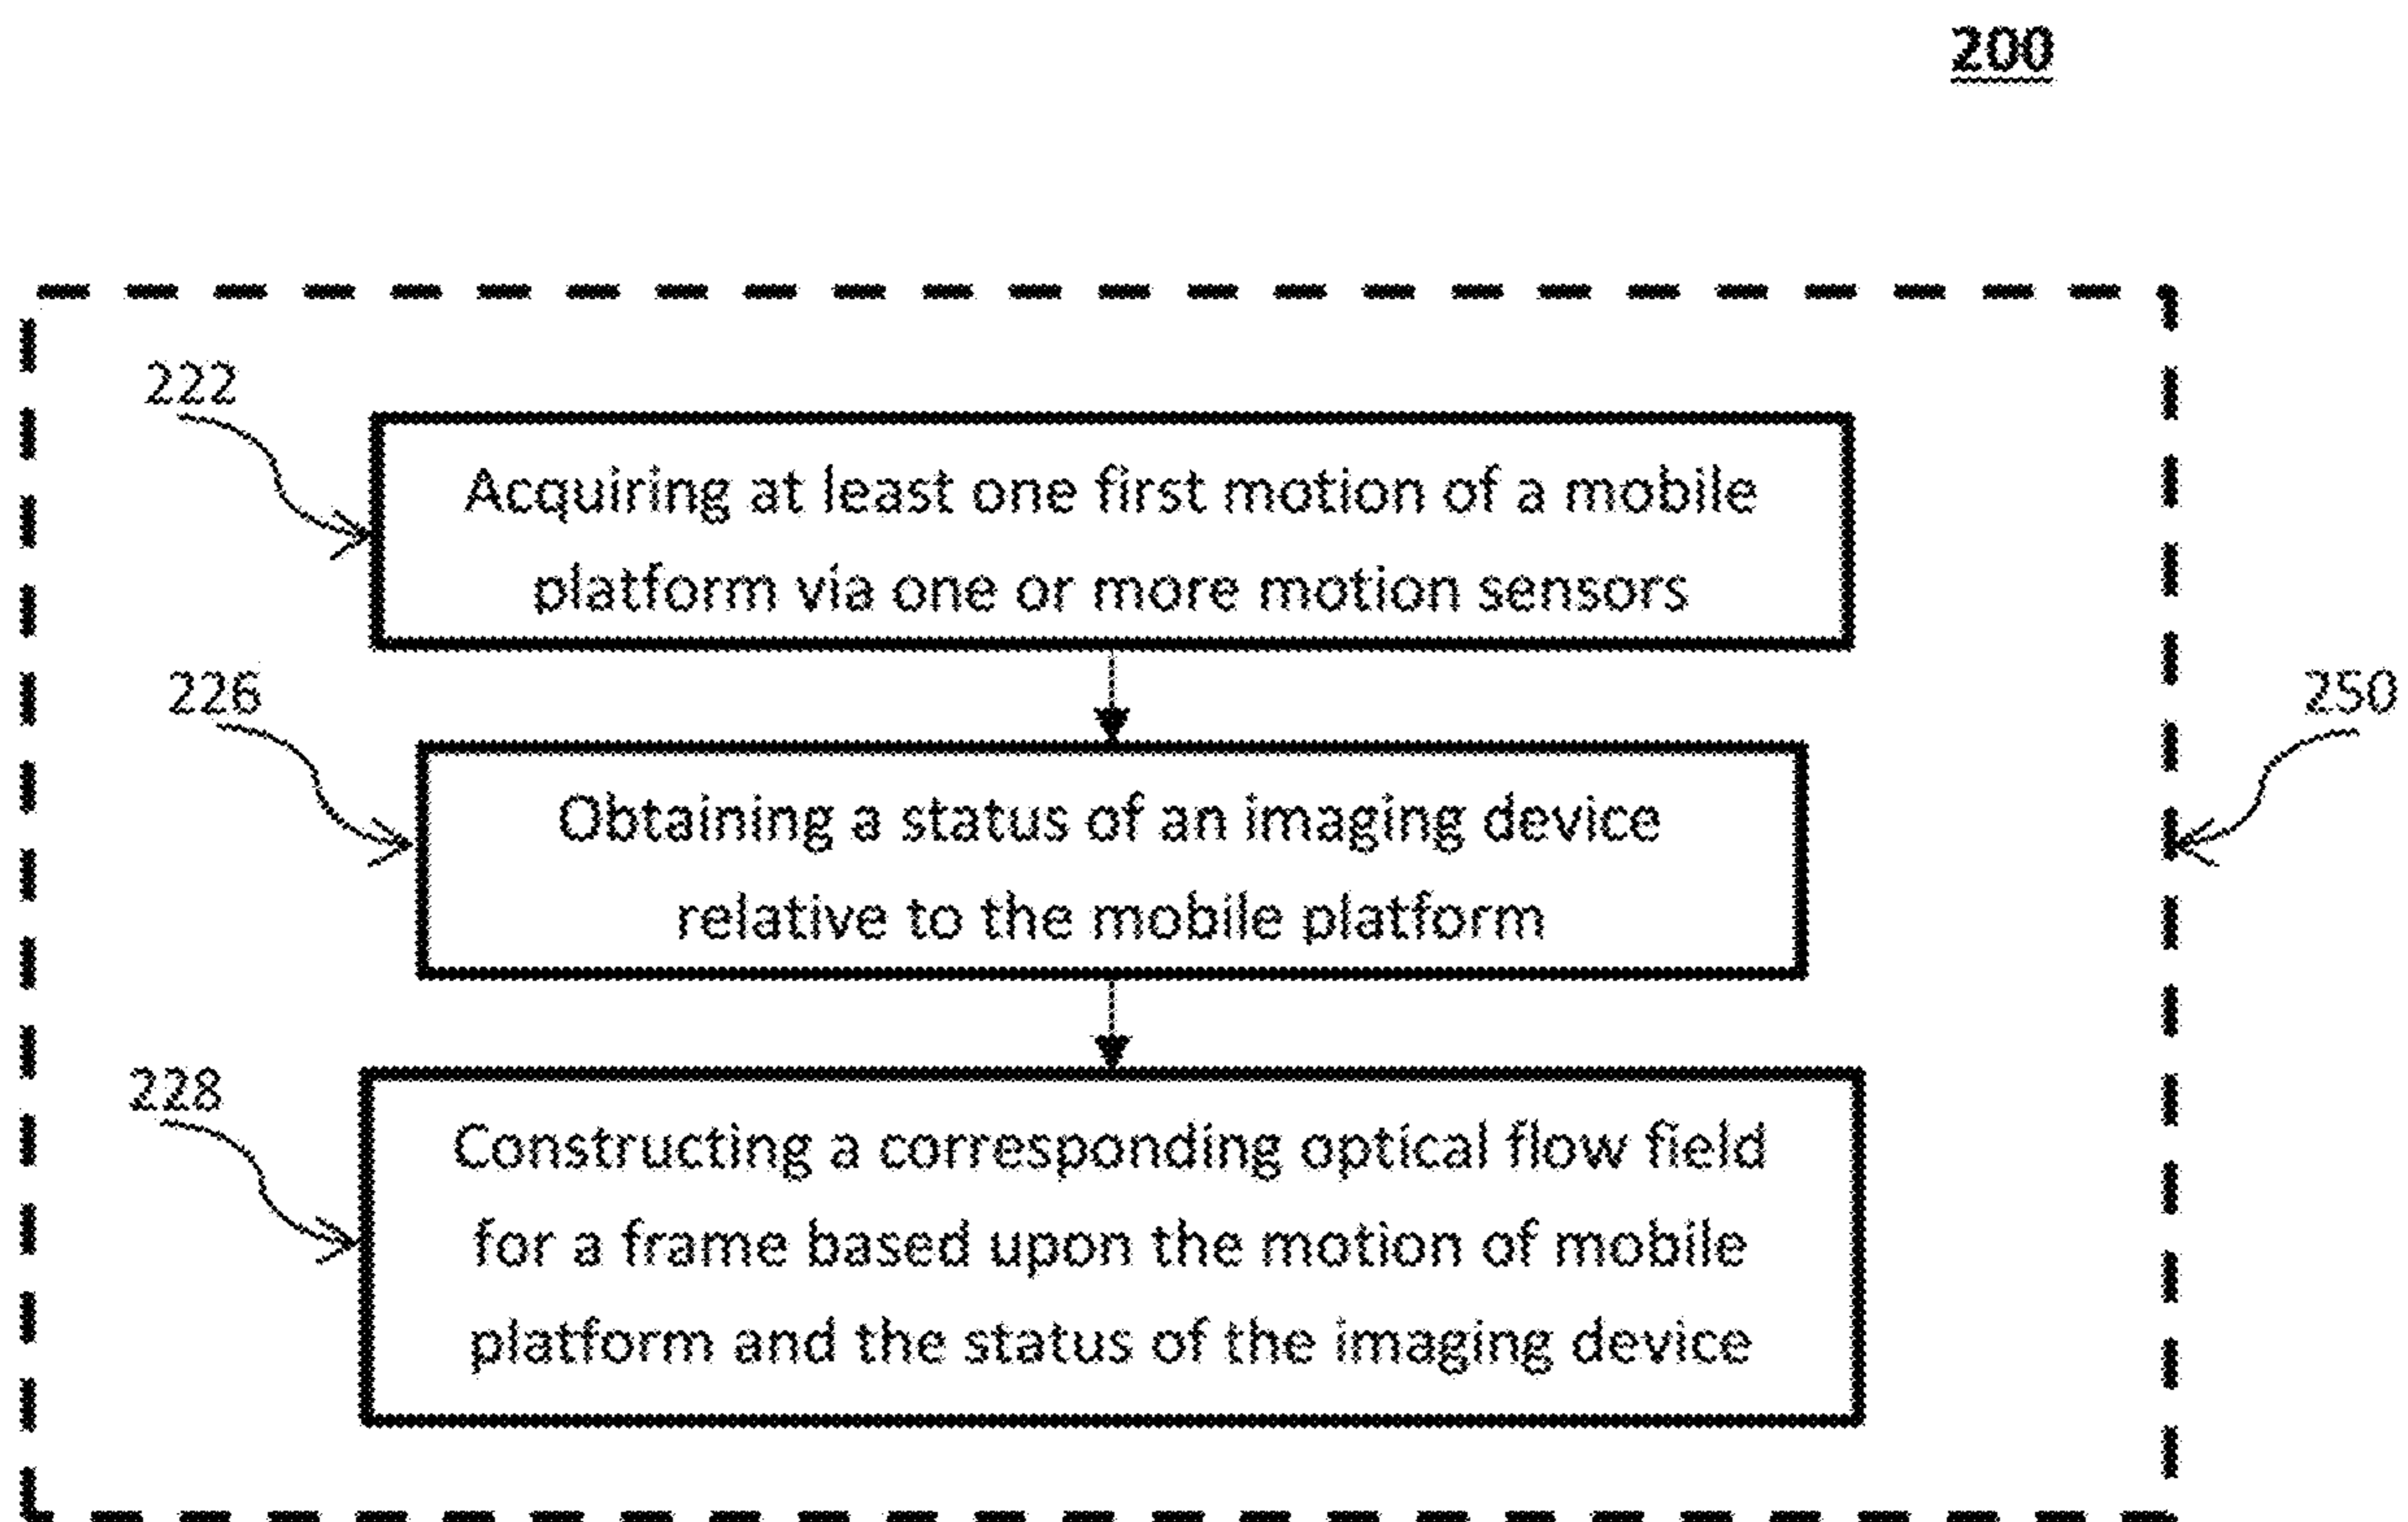 200
222
Acquiring at least one first motion of a mobile
platform via one or more motion sensors
226
250
Obtaining a status of an imaging device
relative to the mobile platform
228
Constructing a corresponding optical flow field
for a frame based upon the motion of mobile
platform and the status of the imaging device